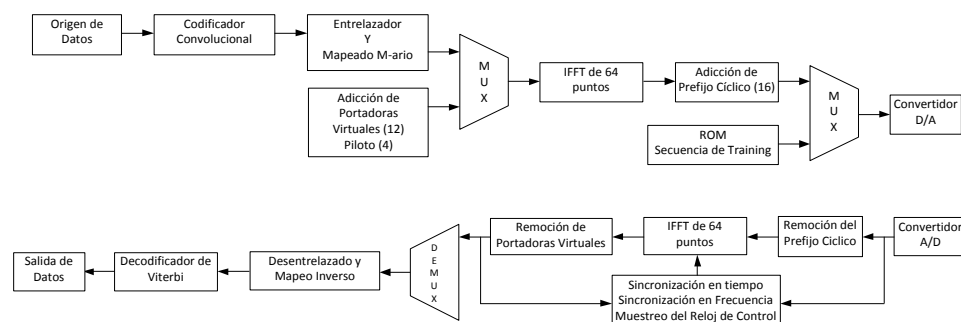 Origen de
Datos
Codificador
Convolucional
Entrelazador
Y
Mapeado M-ario
Adicción de
Portadoras
Virtuales (12)
Piloto (4)
M
U
X
IFFT de 64
puntos
Adicción de
Prefijo Cíclico (16)
ROM
Secuencia de Training
M
U
X
Convertidor
D/A
Salida de
Datos
Decodificador de
Viterbi
Desentrelazado y
Mapeo Inverso
D
E
M
U
X
Remoción de
Portadoras Virtuales
IFFT de 64
puntos
Remoción del
Prefijo Ciclico
Convertidor
A/D
Sincronización en tiempo
Sincronización en Frecuencia
Muestreo del Reloj de Control